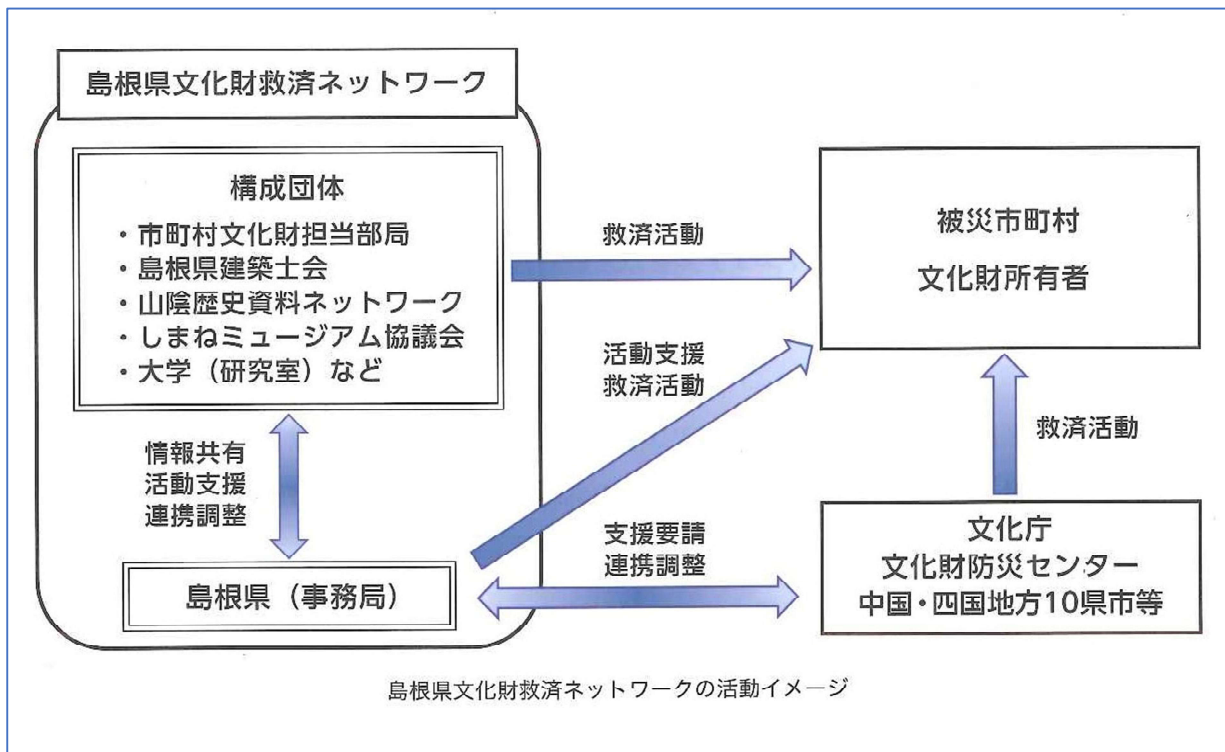 島根県文化財救済ネットワーク
構成団体
・市町村文化財担当部局
・島根県建築士会
・山陰歴史資料ネットワーク
・しまねミュージアム協議会
・大学（研究室）など
情報共有
活動支援
連携調整
島根県（事務局）
救済活動
活動支援
救済活動
支援要請
連携調整
被災市町村
文化財所有者
救済活動
文化庁
文化財防災センター
中国・四国地方10県市等
島根県文化財救済ネットワークの活動イメージ